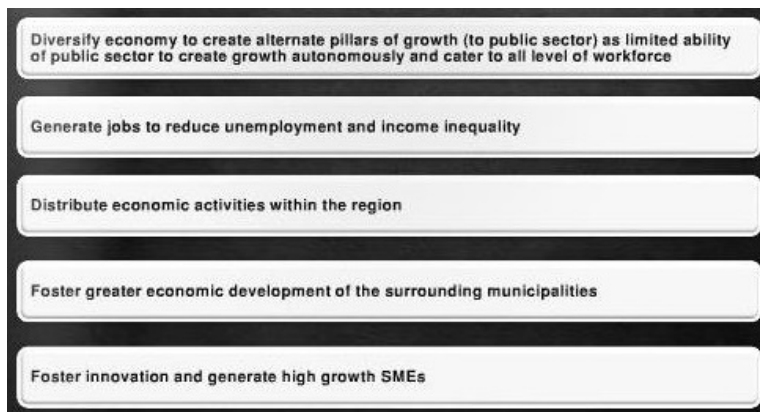 Diversify economy to create alternate pillars of growth (to public sector) as limited ability
of public sector to create growth autonomously and cater to all level of workforce
Generate jobs to reduce unemployment and income inequality
Distribute economic activities within the region
Foster greater economic development of the surrounding municipalities
Foster innovation and generate high growth SMEs